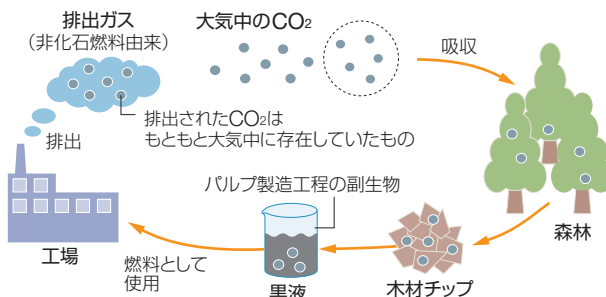 排出ガス
（非化石燃料由来）
大気中のCO₂
吸収
排出されたCO₂は
もともと大気中に存在していたもの
排出
パルプ製造工程の副生物
森林
工場
燃料として
使用
黒液
木材チップ